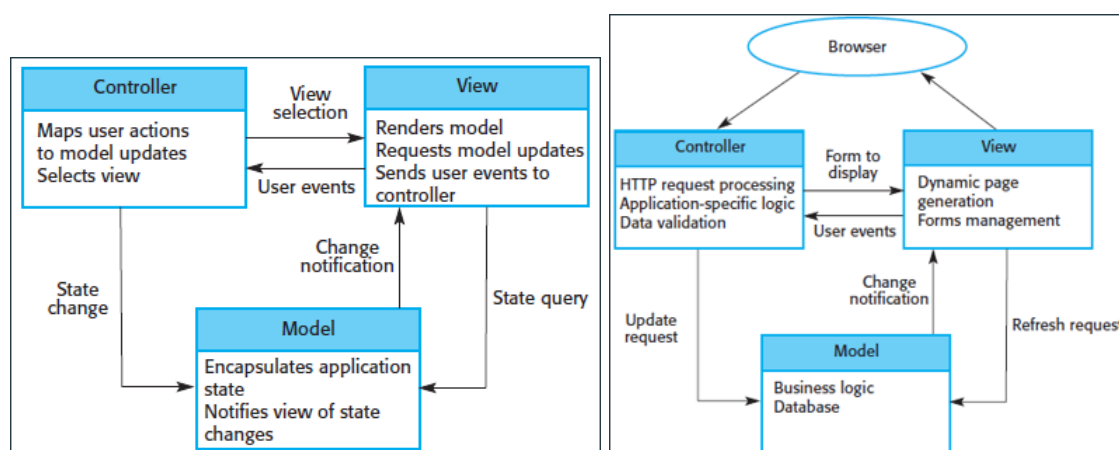 Controller
Maps user actions
to model updates
Selects view
View
selection
User events
View
Renders model
Requests model updates
Sends user events to
controller
State
change
Change
notification
State query
Model
Encapsulates application
state
Notifies view of state
changes
Browser
Controller
HTTP request processing
Application-specific logic
Data validation
Form to
display
User events
View
Dynamic page
generation
Forms management
Update
request
Change
notification
Refresh request
Model
Business logic
Database